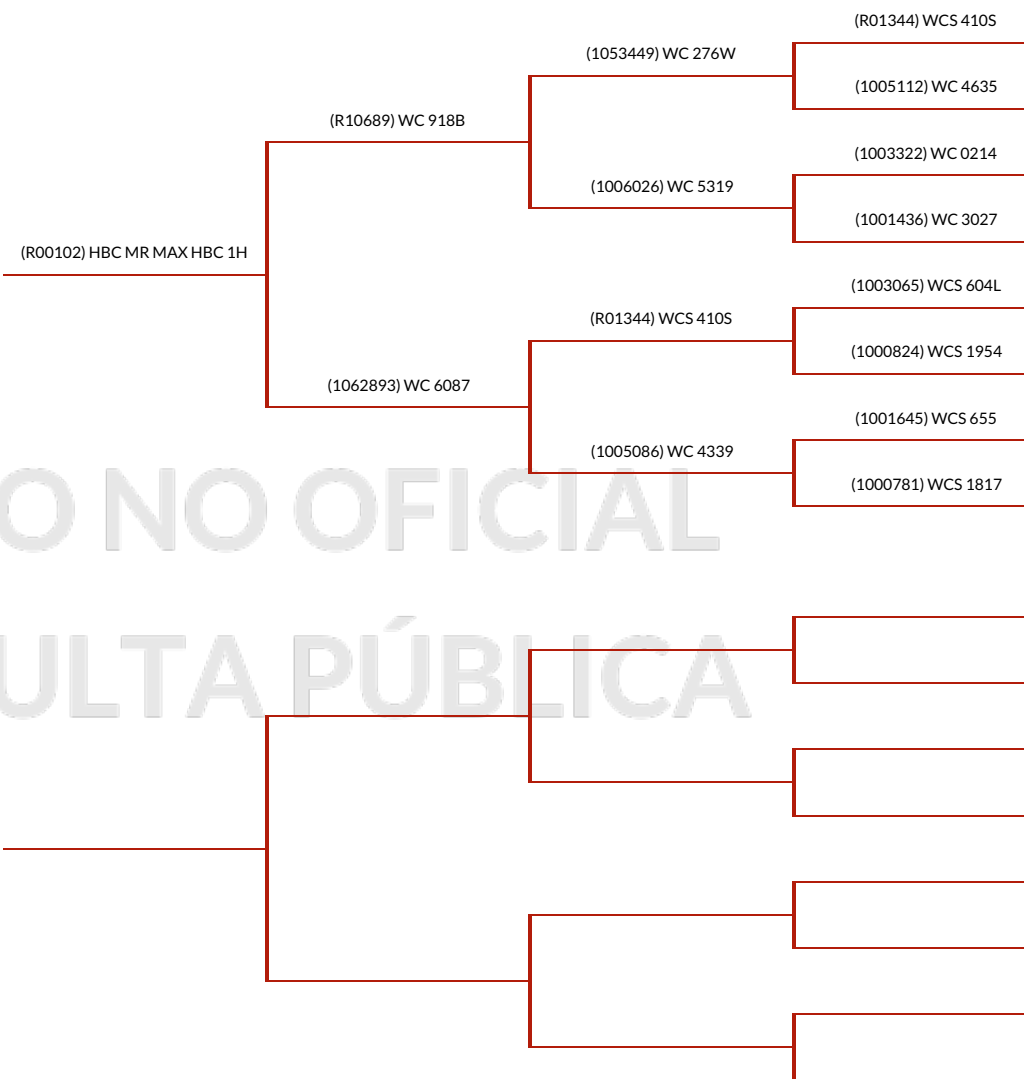 (R01344) WCS 410S
(1053449) WC 276W
(1005112) WC 4635
(R10689) WC 918B
(1003322) WC 0214
(1006026) WC 5319
(1001436) WC 3027
(R00102) HBC MR MAX HBC 1H
(1003065) WCS 604L
(R01344) WCS 410S
(1000824) WCS 1954
(1062893) WC 6087
(1001645) WCS 655
(1005086) WC 4339
(1000781) WCS 1817
O NO OFICIAL
ULTA PÚBLICA